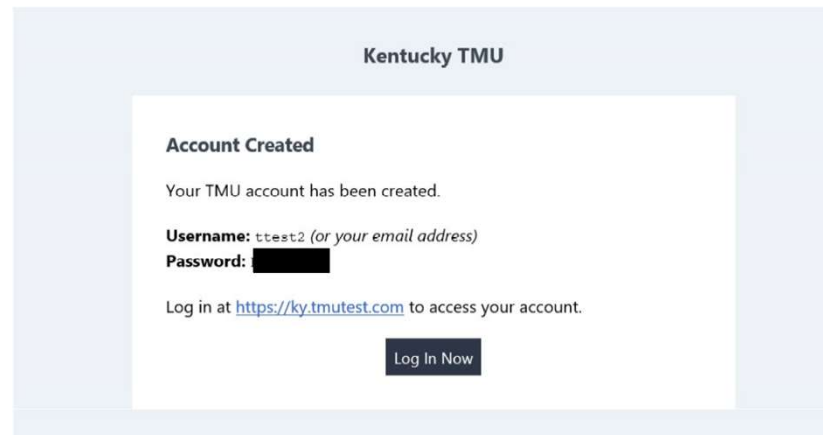 Kentucky TMU
Account Created
Your TMU account has been created.
Username: ttest2 (or your email address)
Password:
Log in at https://ky.tmutest.com to access your account.
Log In Now